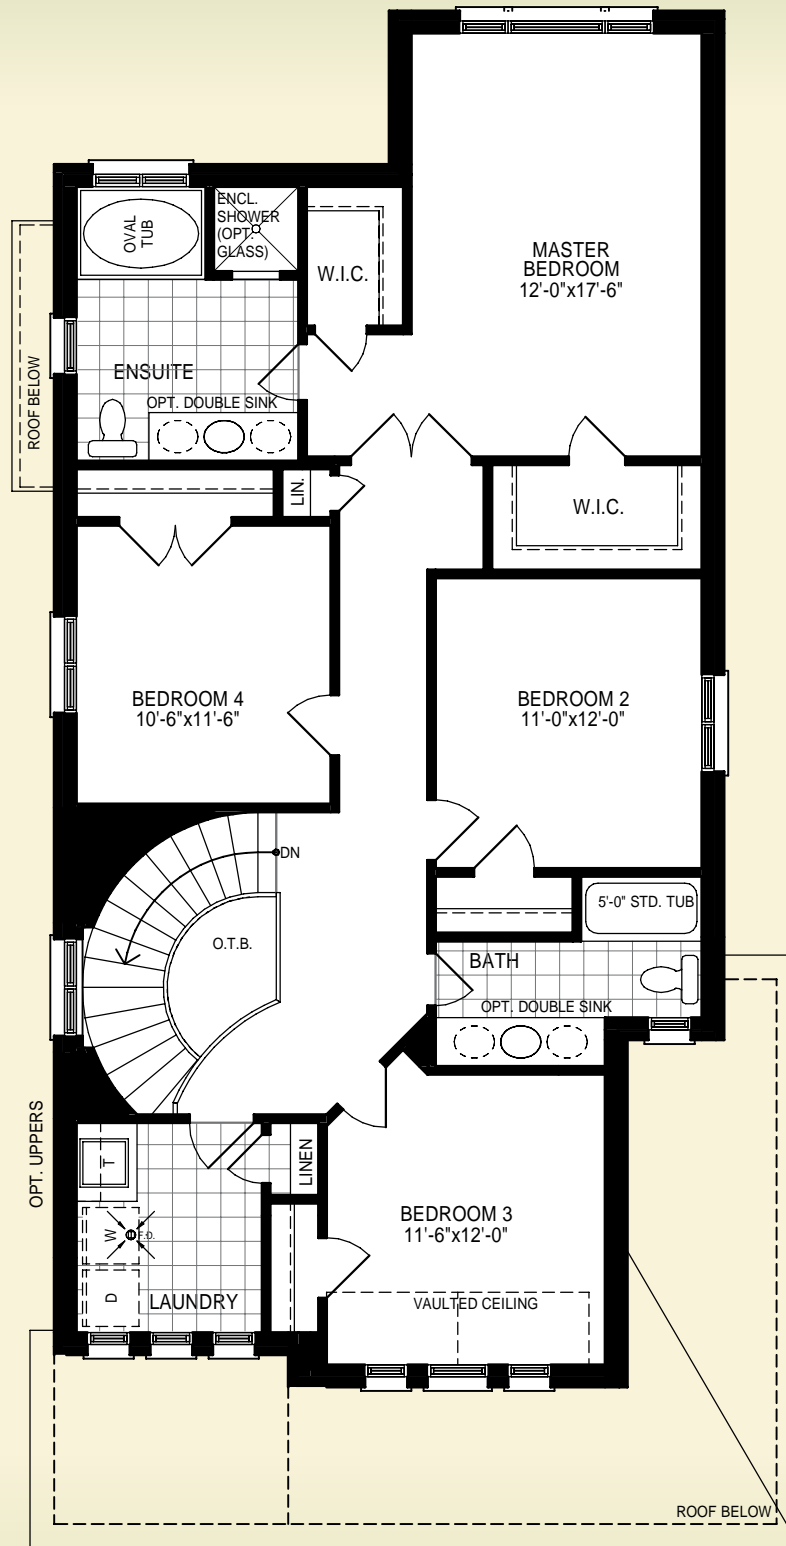 ENCL.
SHOWER
(OPT.
GLASS)
OVAL
TUB
W.I.C.
MASTER
BEDROOM
12'-0"x17'-6"
ROOF BELOW
ENSUITE
OPT. DOUBLE SINK
LIN.
W.I.C.
BEDROOM 4
10'-6"x11'-6"
BEDROOM 2
11'-0"x12'-0"
DN
O.T.B.
5'-0" STD. TUB
BATH
OPT. DOUBLE SINK
OPT. UPPERS
T
LINEN
W
F.D.
BEDROOM 3
11'-6"x12'-0"
D
LAUNDRY
VAULTED CEILING
ROOF BELOW